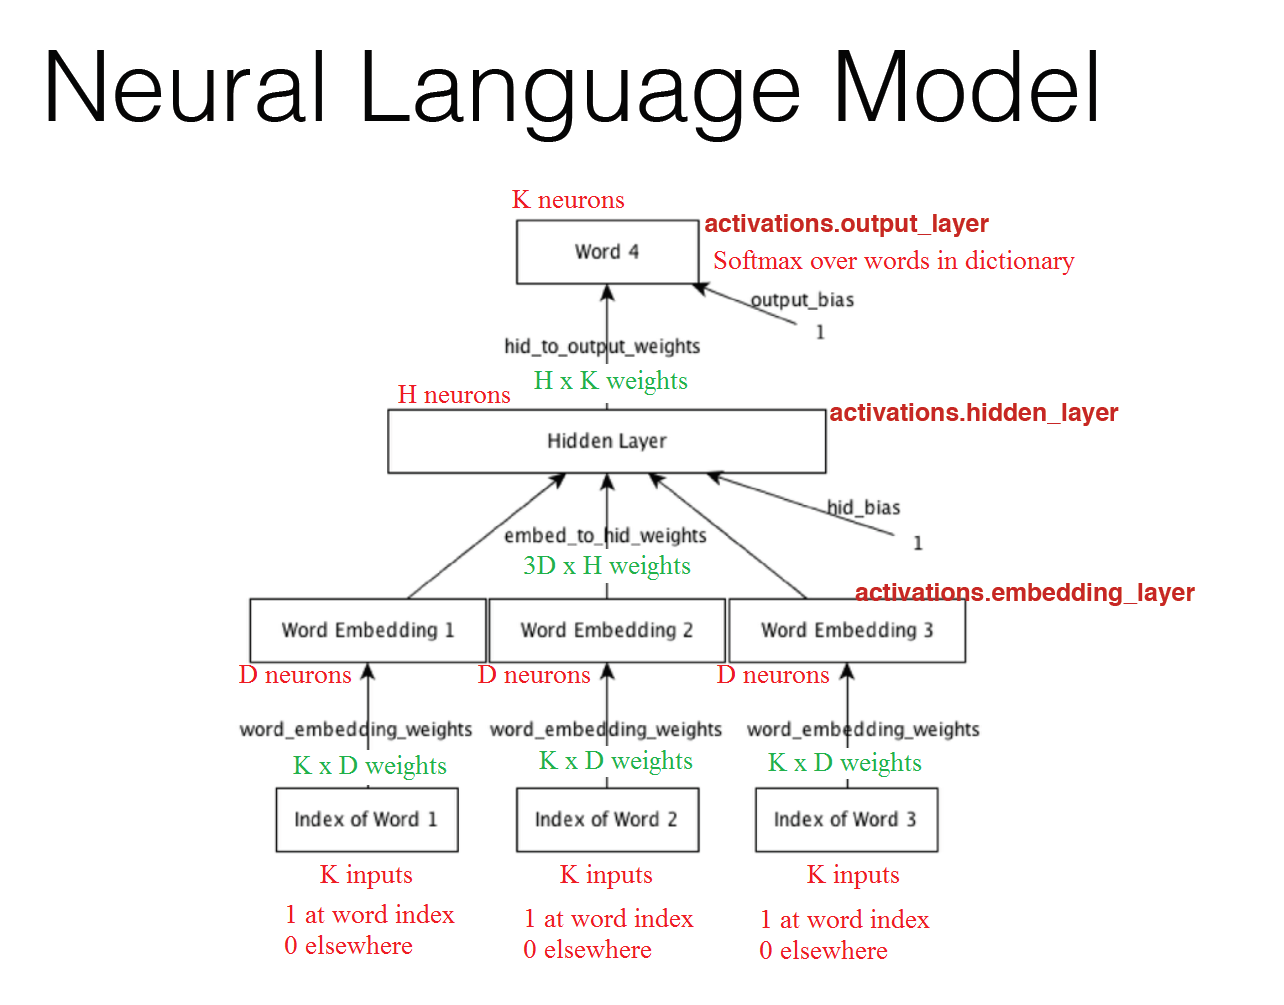 Neural Language Model
K neurons
activations.output_layer
Word 4
Softmax over words in dictionary
output_bias
1
hid_to_output_weights
H x K weights
H neurons
activations.hidden_layer
Hidden Layer
hid_bias
1
embed_to_hid_weights
3D x H weights
activations.embedding_layer
Word Embedding 1
Word Embedding 2
Word Embedding 3
D neurons
D neurons
D neurons
word_embedding_weights
word_embedding_weights
word_embedding_weights
K x D weights
K x D weights
K x D weights
Index of Word 1
Index of Word 2
Index of Word 3
K inputs
K inputs
K inputs
1 at word index
0 elsewhere
1 at word index
0 elsewhere
1 at word index
0 elsewhere